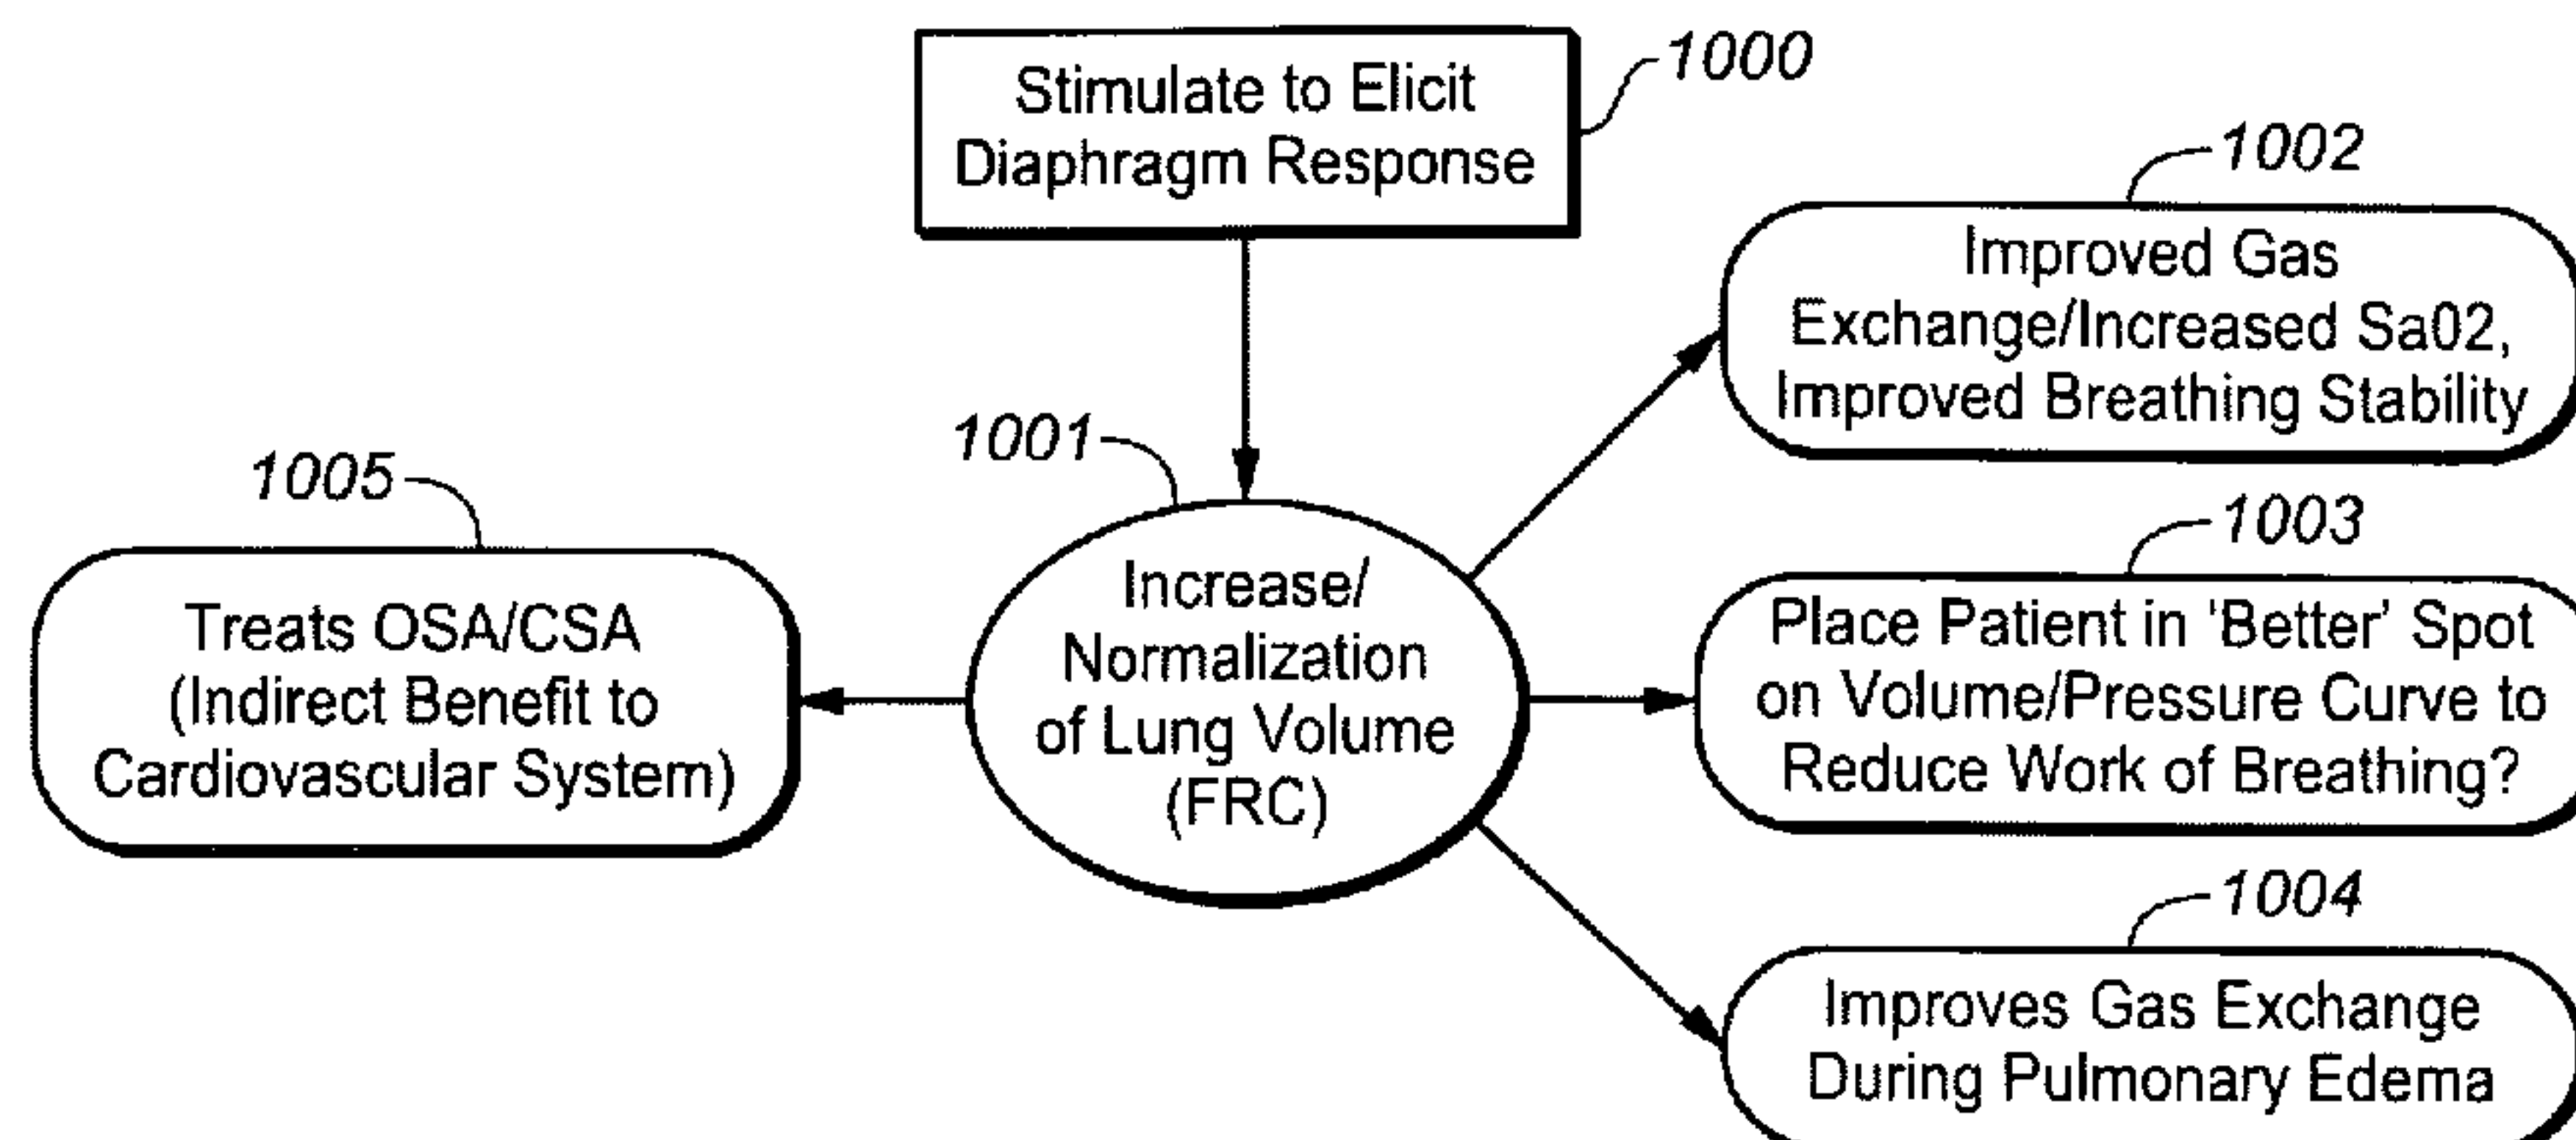 Stimulate to Elicit
Diaphragm Response
1000
1002
Improved Gas
Exchange/Increased Sa02,
Improved Breathing Stability
1001
Increase/
Normalization
of Lung Volume
(FRC)
1005
Treats OSA/CSA
(Indirect Benefit to
Cardiovascular System)
1003
Place Patient in 'Better' Spot
on Volume/Pressure Curve to
Reduce Work of Breathing?
1004
Improves Gas Exchange
During Pulmonary Edema